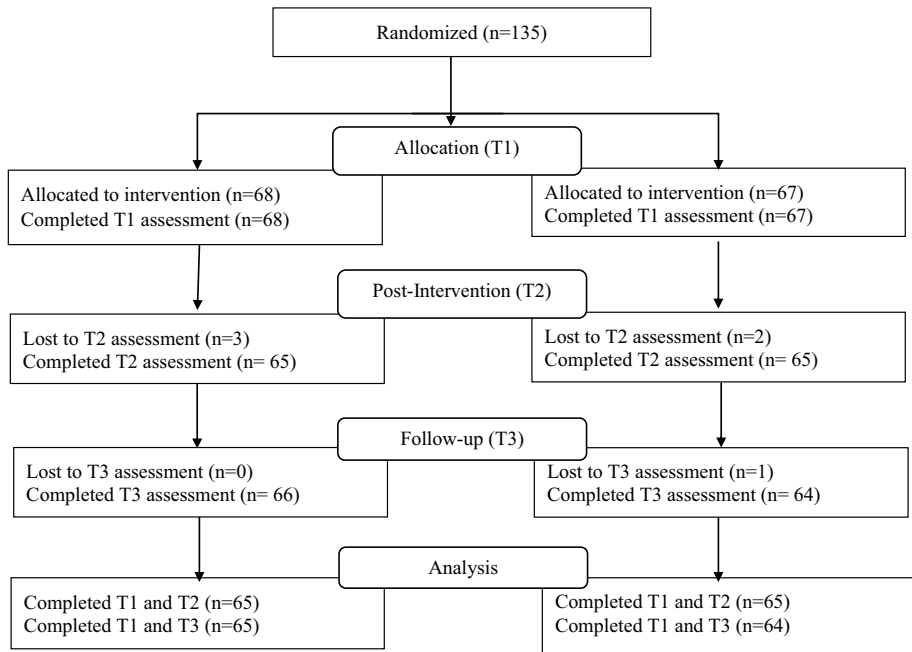 Randomized (n=135)
Allocation (T1)
Allocated to intervention (n=68)
Completed T1 assessment (n=68)
Allocated to intervention (n=67)
Completed T1 assessment (n=67)
Post-Intervention (T2)
Lost to T2 assessment (n=3)
Completed T2 assessment (n= 65)
Lost to T2 assessment (n=2)
Completed T2 assessment (n= 65)
Follow-up (T3)
Lost to T3 assessment (n=0)
Completed T3 assessment (n= 66)
Lost to T3 assessment (n=1)
Completed T3 assessment (n= 64)
Analysis
Completed T1 and T2 (n=65)
Completed T1 and T3 (n=65)
Completed T1 and T2 (n=65)
Completed T1 and T3 (n=64)